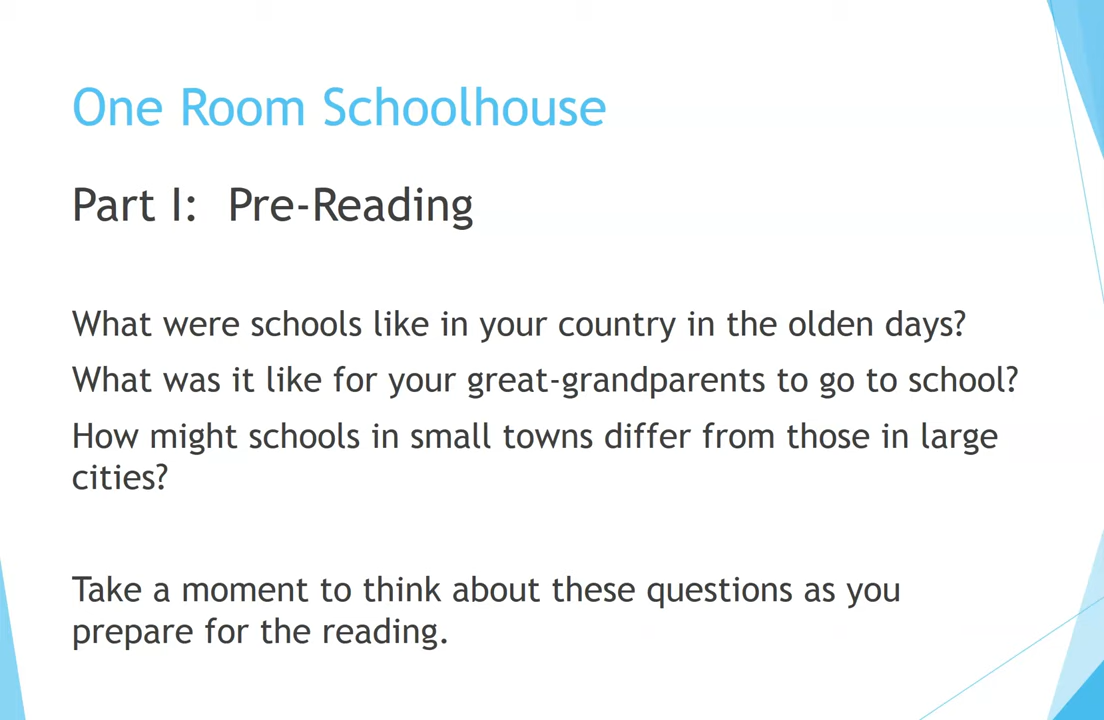 One Room Schoolhouse
Part I:  Pre-Reading
What were schools like in your country in the olden days?
What was it like for your great-grandparents to go to school?
How might schools in small towns differ from those in large
cities?
Take a moment to think about these questions as you
prepare for the reading.